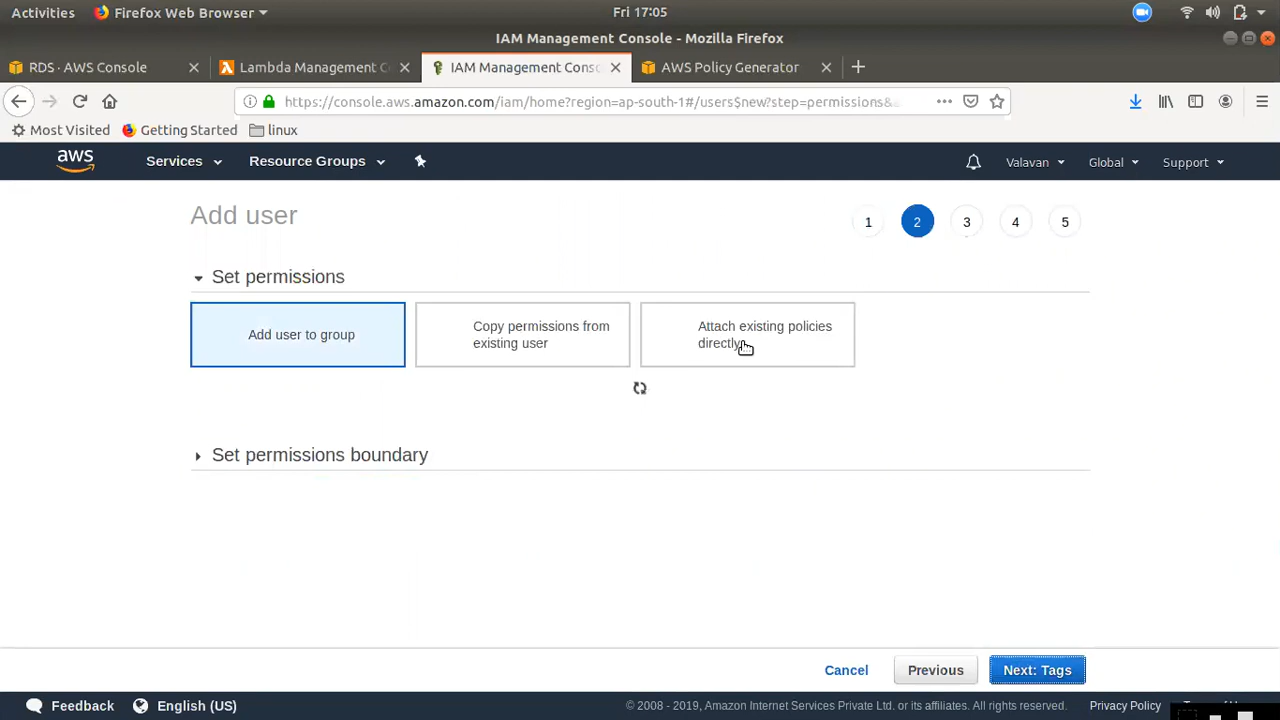 Activities Firefox Web Browser Fri 17:05
IAM Management Console - Mozilla Firefox
RDS · AWS Console Lambda Management C IAM Management Conso AWS Policy Generator
https://console.aws.amazon.com/iam/home?region=ap-south-1#/users$new?step=permissions&
Most Visited Getting Started linux
aws Services Resource Groups Valavan Global Support
Add user 1 2 3 4 5
Set permissions
Add user to group
Copy permissions from
existing user
Attach existing policies
directly
Set permissions boundary
Cancel Previous Next: Tags
Feedback English (US) © 2008 - 2019, Amazon Internet Services Private Ltd. or its affiliates. All rights reserved. Privacy Policy